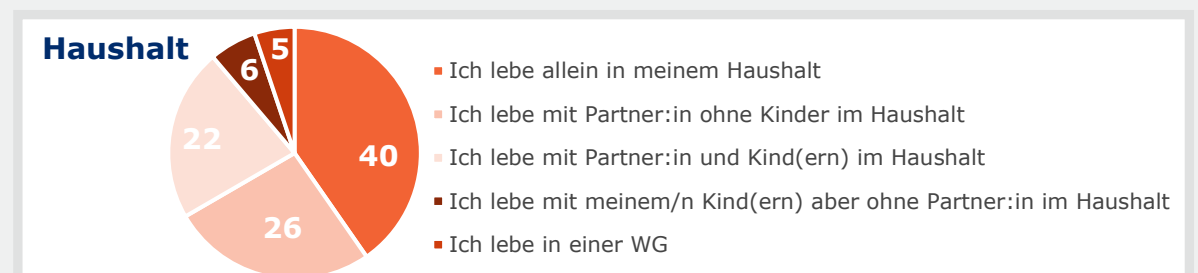 Haushalt
5
6
22
40
26
Ich lebe allein in meinem Haushalt
Ich lebe mit Partner:in ohne Kinder im Haushalt
Ich lebe mit Partner:in und Kind(ern) im Haushalt
Ich lebe mit meinem/n Kind(ern) aber ohne Partner:in im Haushalt
Ich lebe in einer WG